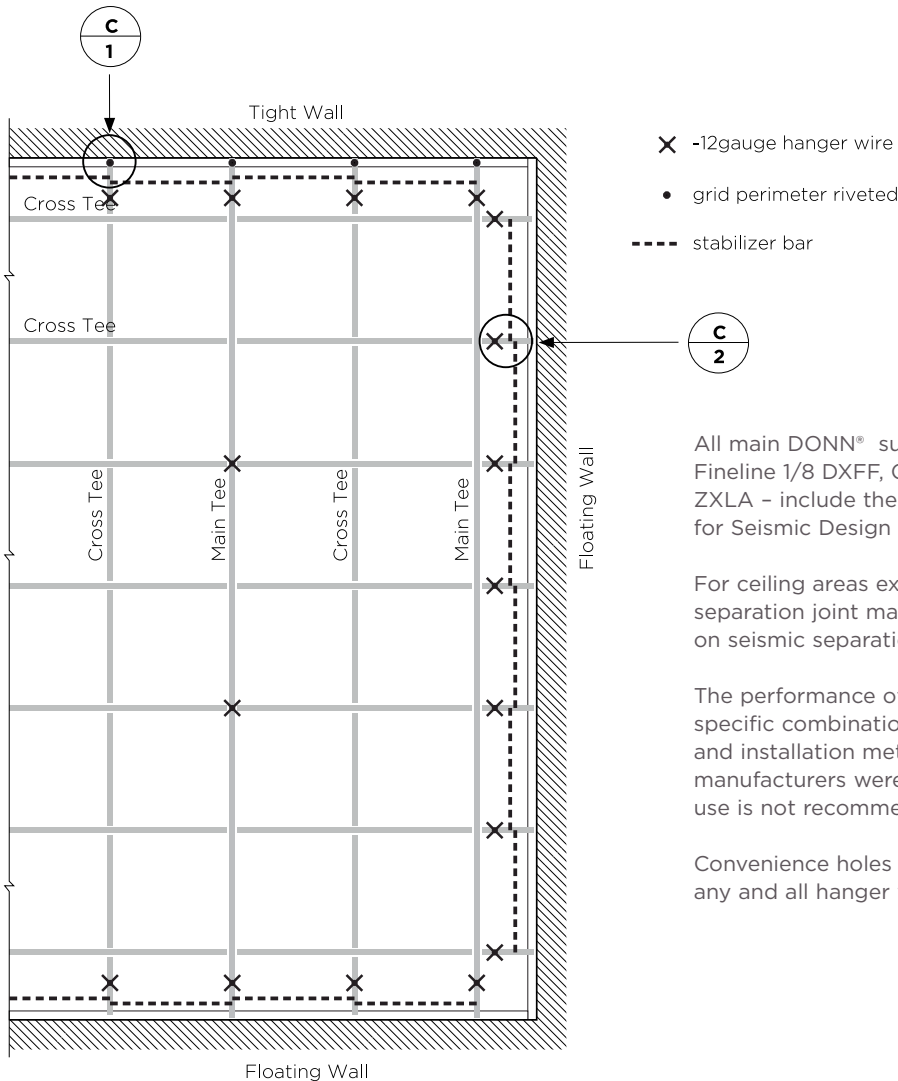 C
1
Tight Wall
-12gauge hanger wire
grid perimeter riveted
stabilizer bar
Cross Tee
Cross Tee
C
2
Cross Tee
Main Tee
Cross Tee
Main Tee
Floating Wall
All main DONN® su
Fineline 1/8 DXFF, 
ZXLA – include the
for Seismic Design
For ceiling areas ex
separation joint ma
on seismic separati
The performance o
specific combination
and installation met
manufacturers were
use is not recomme
Convenience holes
any and all hanger
Floating Wall